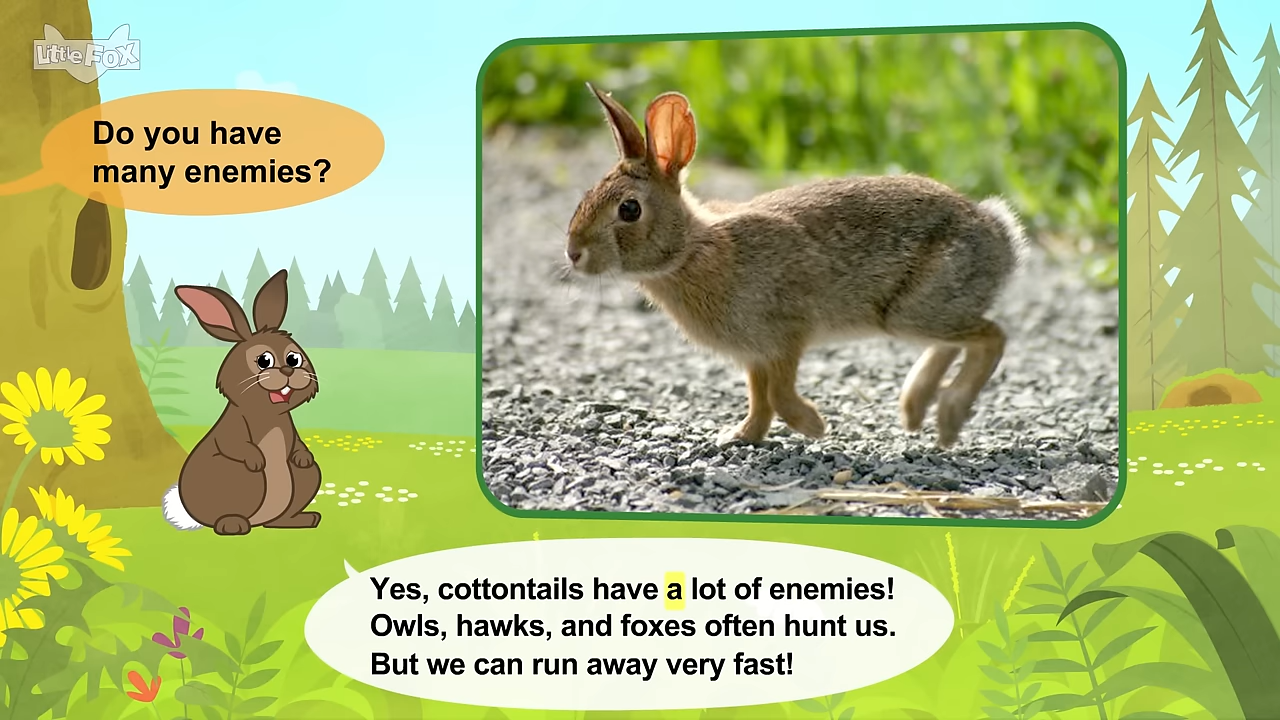 Little Fox
Do you have
many enemies?
Yes, cottontails have a lot of enemies!
Owls, hawks, and foxes often hunt us.
But we can run away very fast!